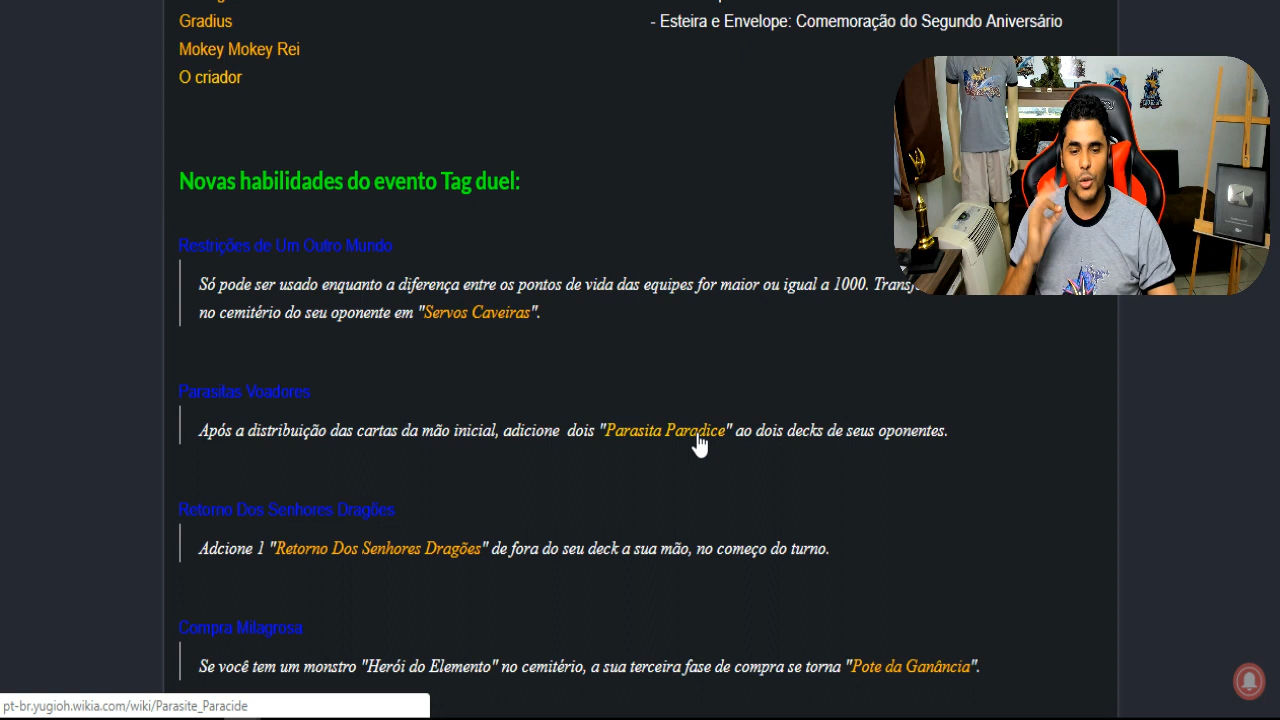 Gradius
- Esteira e Envelope: Comemoração do Segundo Aniversário
Mokey Mokey Rei
O criador
Novas habilidades do evento Tag duel:
Restrições de Um Outro Mundo
Só pode ser usado enquanto a diferença entre os pontos de vida das equipes for maior ou igual a 1000.
no cemitério do seu oponente em "Servos Caveiras".
Parasitas Voadores
Após a distribuição das cartas da mão inicial, adicione dois "Parasita Paradice" ao dois decks de seus oponentes.
Retorno Dos Senhores Dragões
Adcione 1 "Retorno Dos Senhores Dragões" de fora do seu deck a sua mão, no começo do turno.
Compra Milagrosa
Se você tem um monstro "Herói do Elemento" no cemitério, a sua terceira fase de compra se torna "Pote da Ganância".
pt-br.yugioh.wikia.com/wiki/Parasite_Paracide